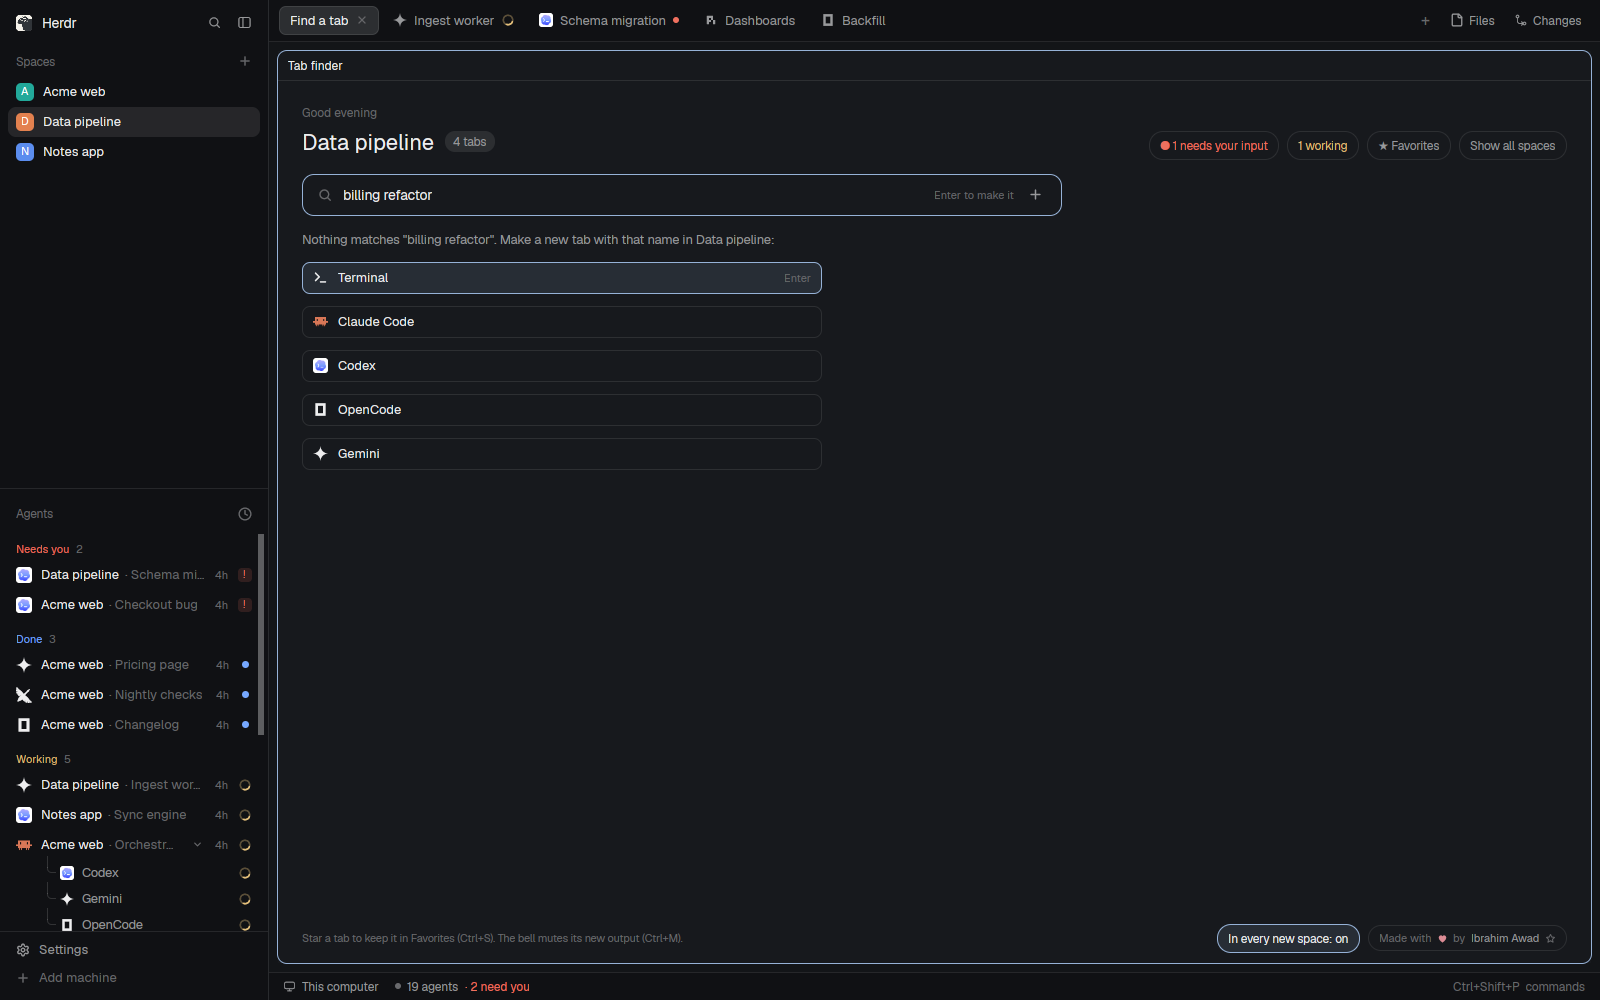 Herdr
Spaces
A Acme web
D Data pipeline
N Notes app
Agents
Needs you 2
Data pipeline · Schema mi... 4h !
Acme web · Checkout bug 4h !
Done 3
Acme web · Pricing page 4h
Acme web · Nightly checks 4h
Acme web · Changelog 4h
Working 5
Data pipeline · Ingest wor... 4h
Notes app · Sync engine 4h
Acme web · Orchestr... 4h
Codex
Gemini
OpenCode
Settings
Add machine
Find a tab Ingest worker Schema migration Dashboards Backfill Files Changes
Tab finder
Good evening
Data pipeline 4 tabs
1 needs your input 1 working ★ Favorites Show all spaces
billing refactor Enter to make it
Nothing matches "billing refactor". Make a new tab with that name in Data pipeline:
Terminal Enter
Claude Code
Codex
OpenCode
Gemini
Star a tab to keep it in Favorites (Ctrl+S). The bell mutes its new output (Ctrl+M).
In every new space: on Made with ♥ by Ibrahim Awad ☆
This computer 19 agents · 2 need you Ctrl+Shift+P commands